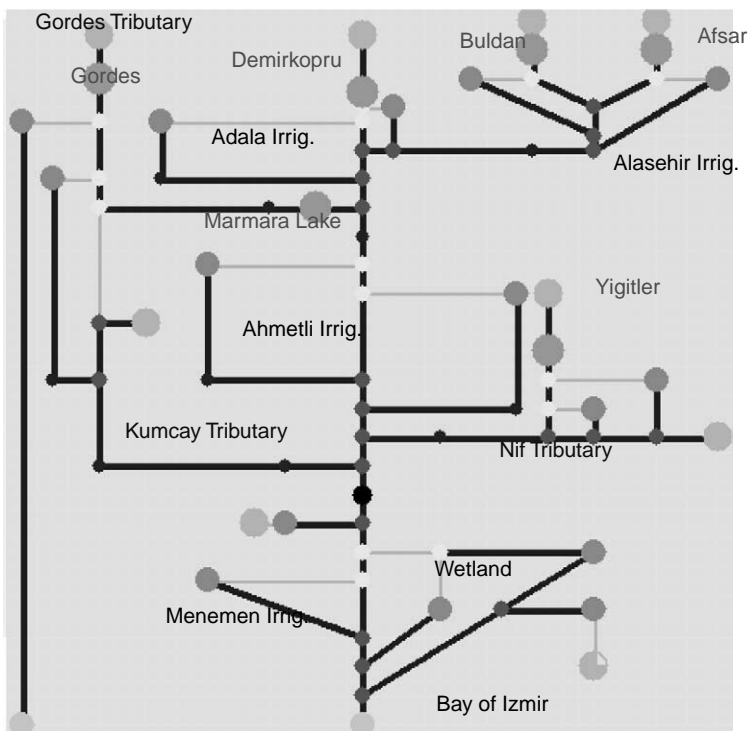 Gordes Tributary
Buldan
Afsar
Demirkopru
Gordes
Adala Irrig.
Alasehir Irrig.
Marmara Lake
Yigitler
Ahmetli Irrig.
Kumcay Tributary
Nif Tributary
Wetland
Menemen Irrig.
Bay of Izmir